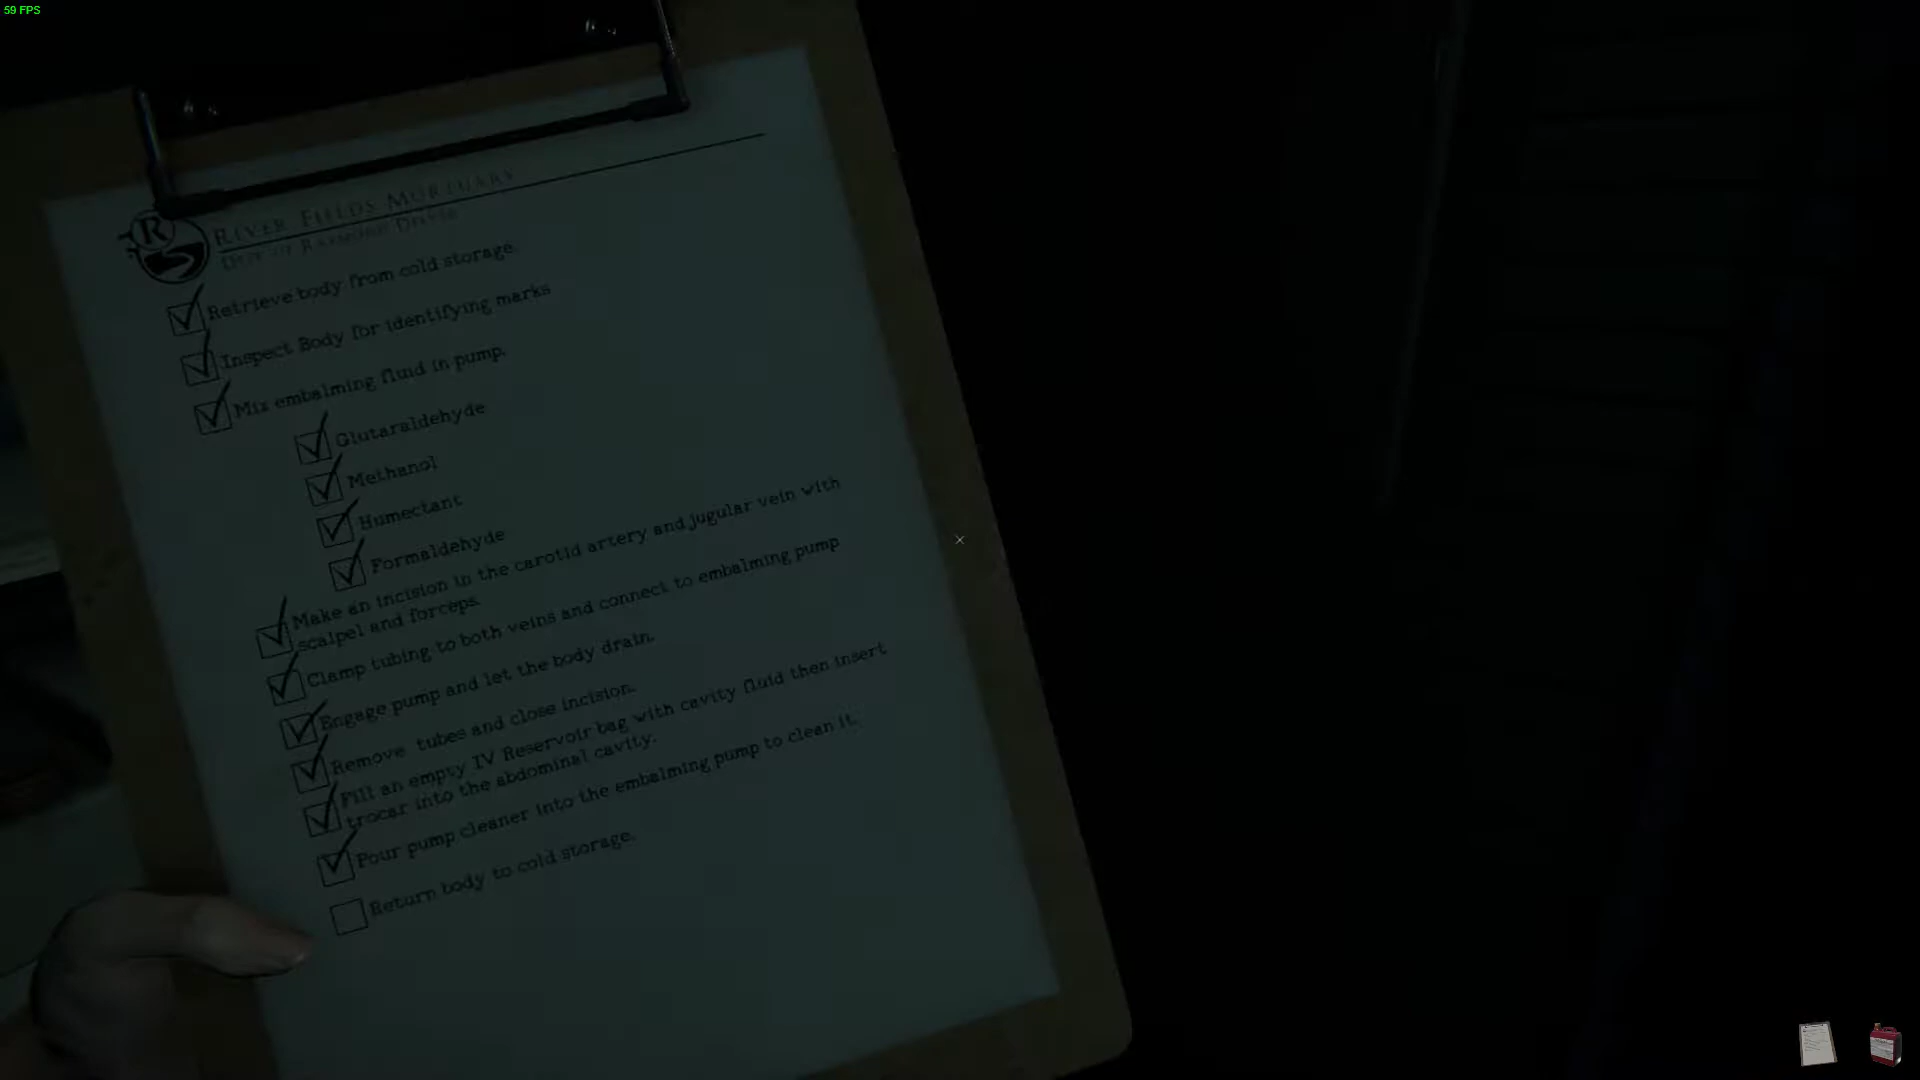 59 FPS
RIVER FIELDS MORTUARY
Retrieve body from cold storage.
Inspect Body for identifying marks
Mix embalming fluid in pump.
Glutaraldehyde
Methanol
Humectant
Formaldehyde
Make an incision in the carotid artery and jugular vein with
scalpel and forceps.
Clamp tubing to both veins and connect to embalming pump
Engage pump and let the body drain.
Remove tubes and close incision.
Fill an empty IV Reservoir bag with cavity fluid then insert
trocar into the abdominal cavity.
Pour pump cleaner into the embalming pump to clean it.
Return body to cold storage.